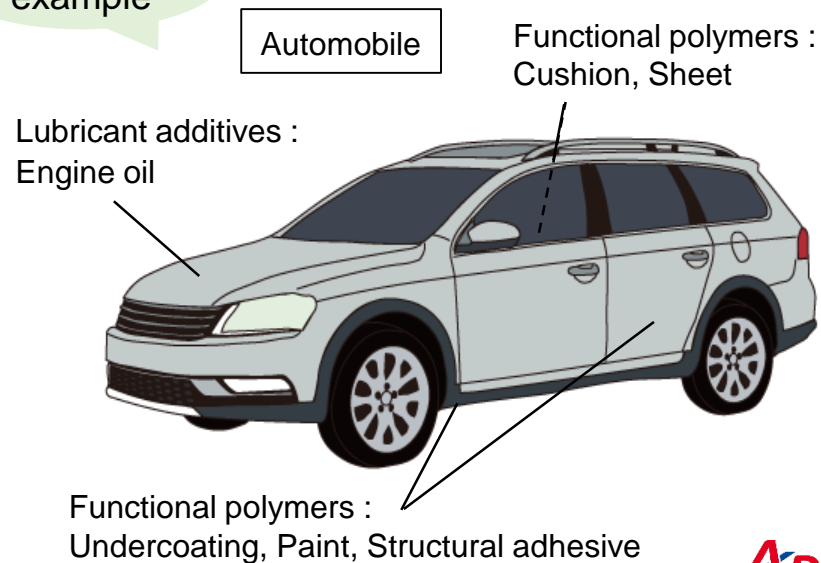 example
Automobile
Functional polymers :
Cushion, Sheet
Lubricant additives :
Engine oil
Functional polymers :
Undercoating, Paint, Structural adhesive